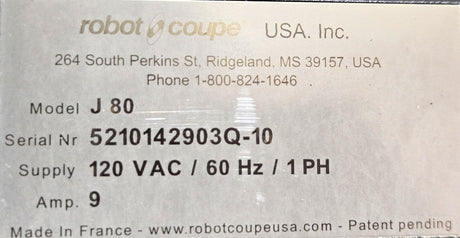 robot coupe USA. Inc.
264 South Perkins St, Ridgeland, MS 39157, USA
Phone 1-800-824-1646
Model J 80
Serial Nr 5210142903Q-10
Supply 120 VAC / 60 Hz / 1 PH
Amp. 9
Made In France - www.robotcoupeusa.com - Patent pending